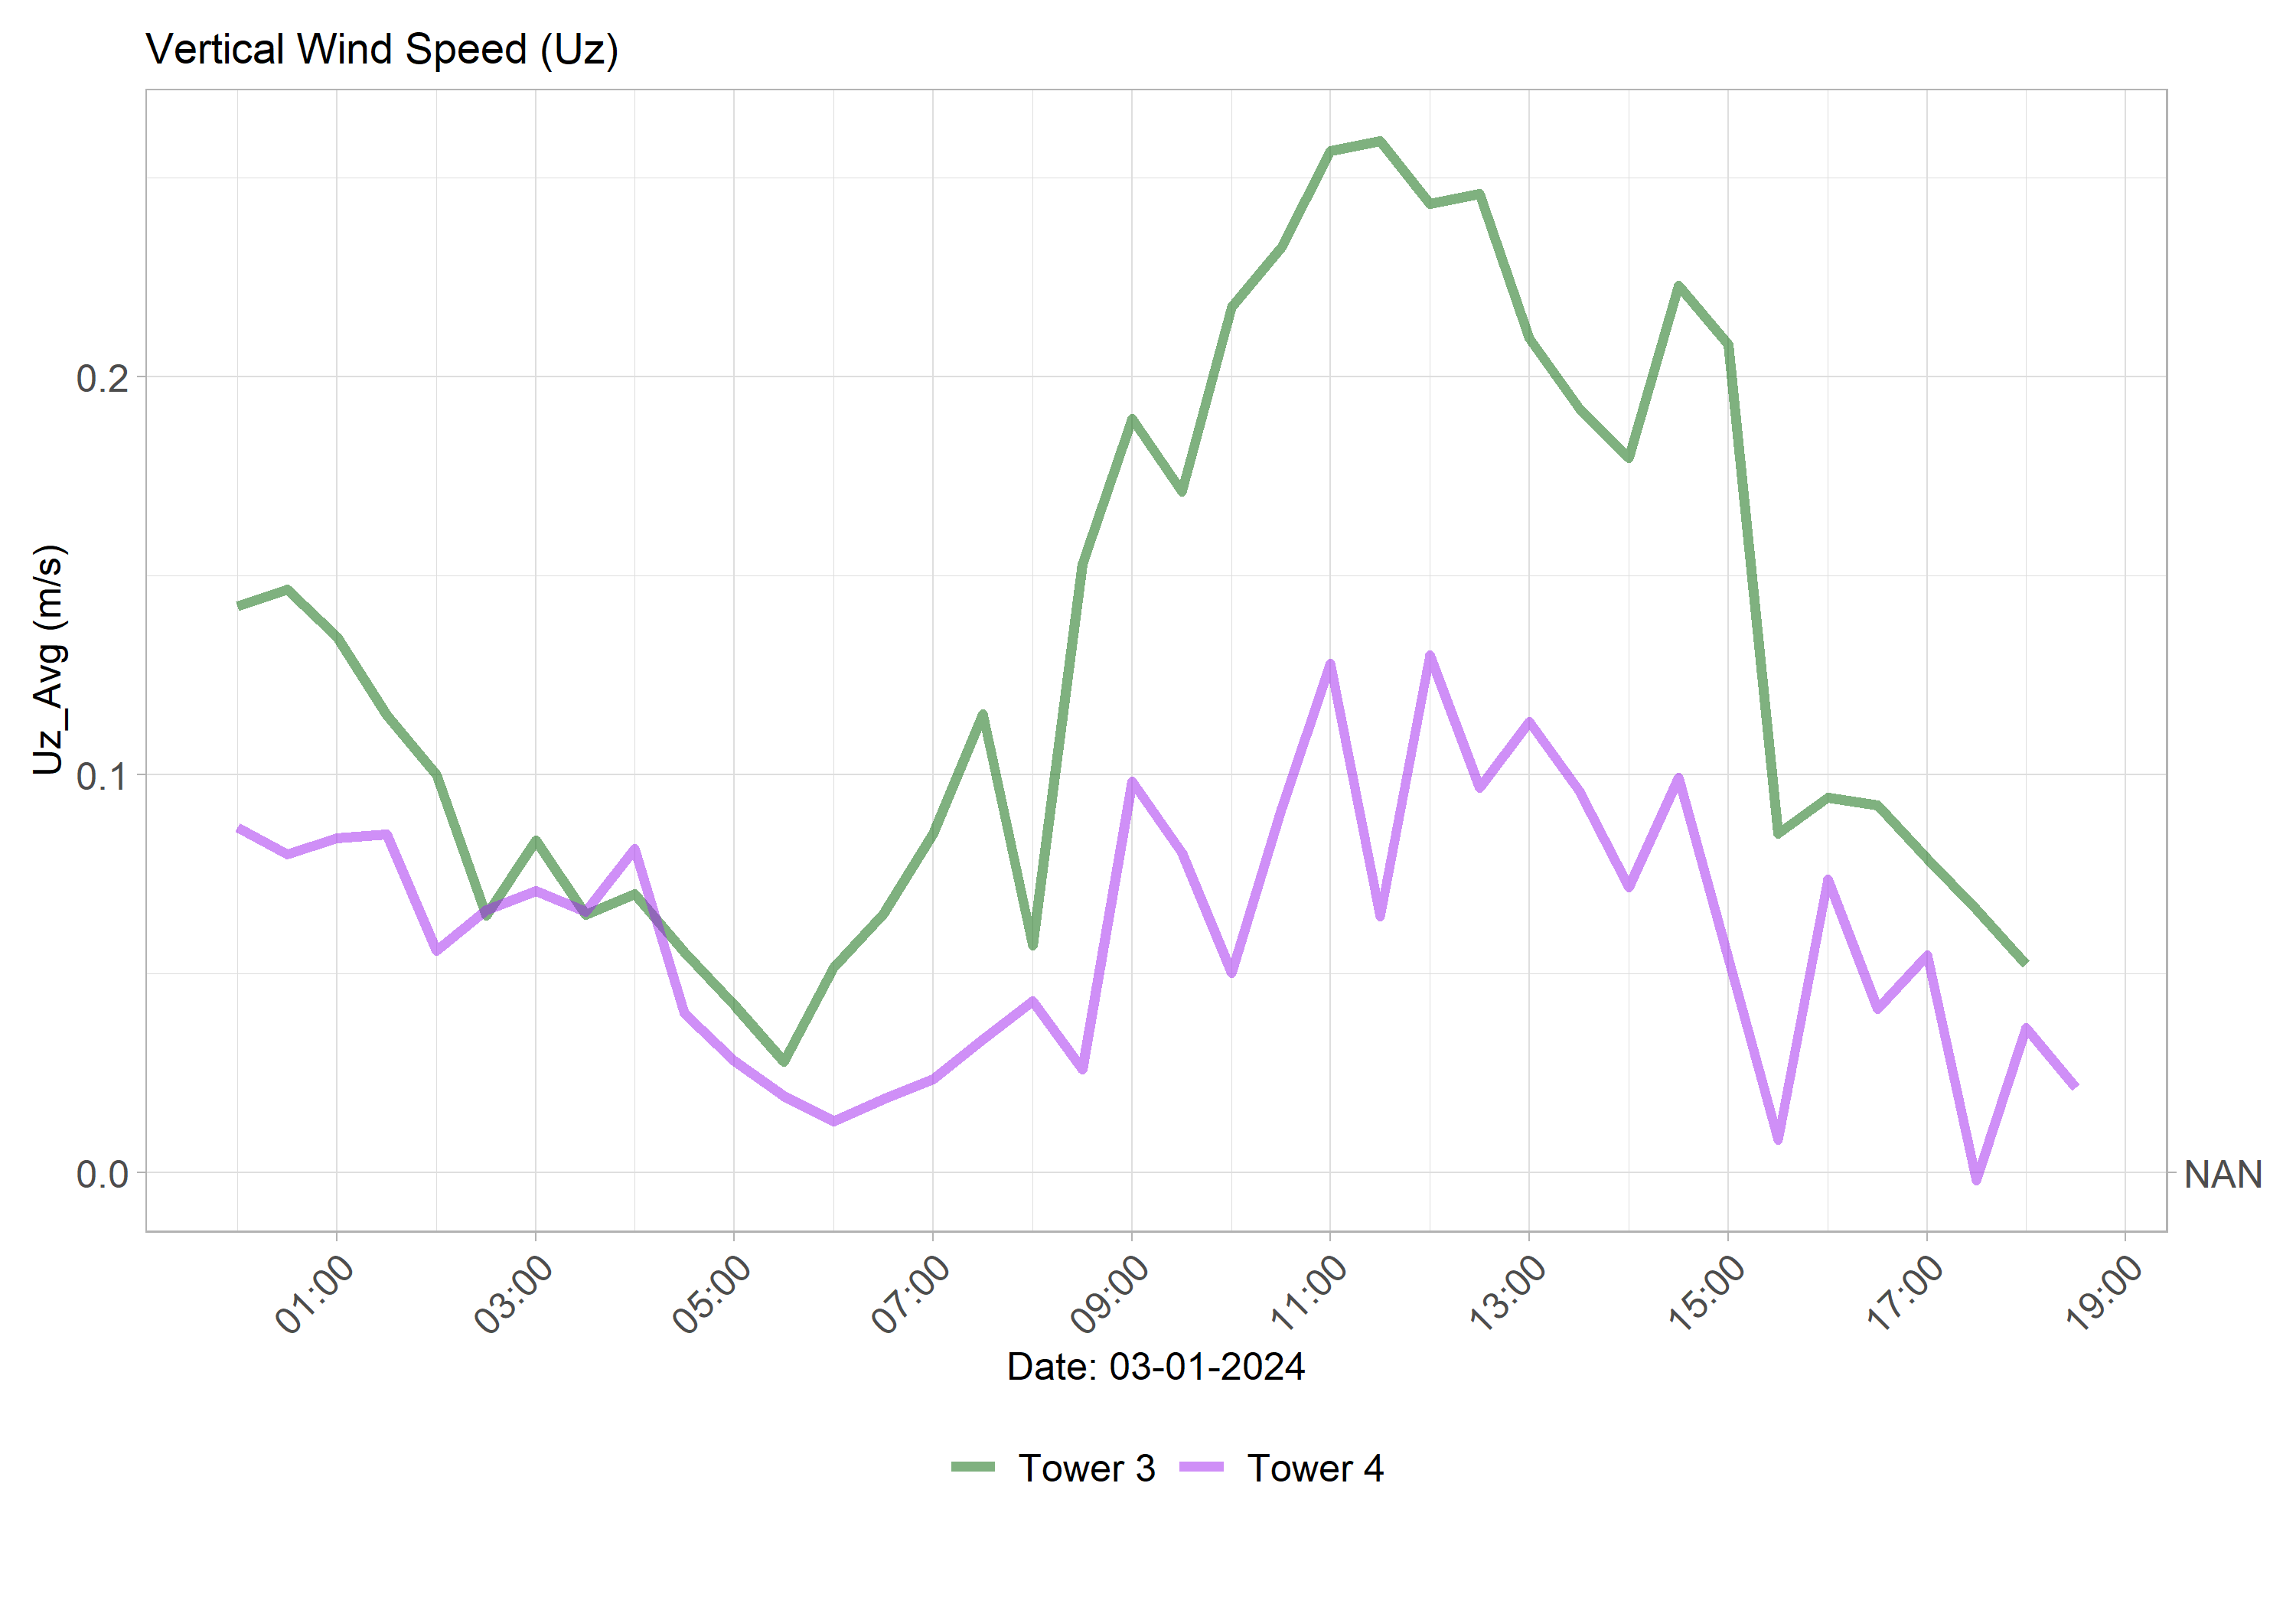 Vertical Wind Speed (Uz)
Uz_Avg (m/s)
0.2
0.1
0.0
NAN
01:00
03:00
05:00
07:00
09:00
11:00
13:00
15:00
17:00
19:00
Date: 03-01-2024
Tower 3
Tower 4